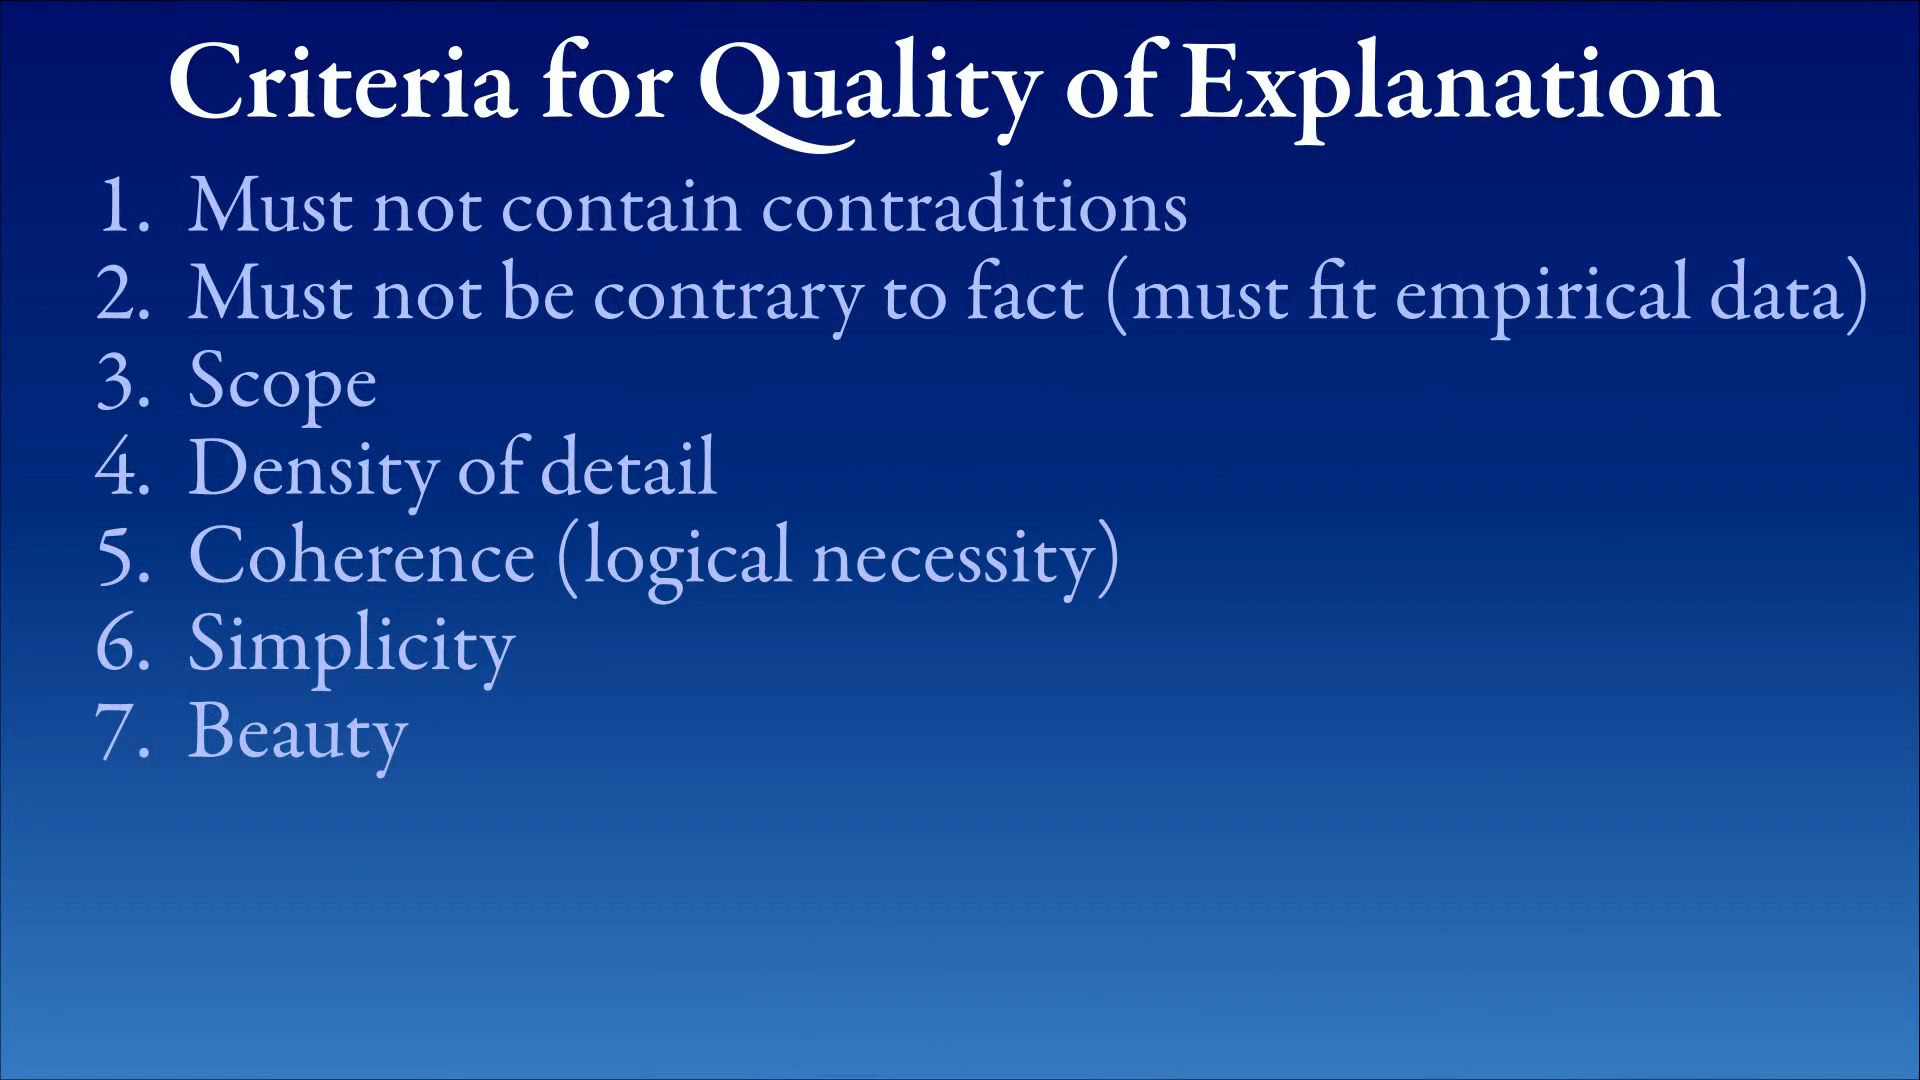 Criteria for Quality of Explanation
1. Must not contain contraditions
2. Must not be contrary to fact (must fit empirical data)
3. Scope
4. Density of detail
5. Coherence (logical necessity)
6. Simplicity
7. Beauty